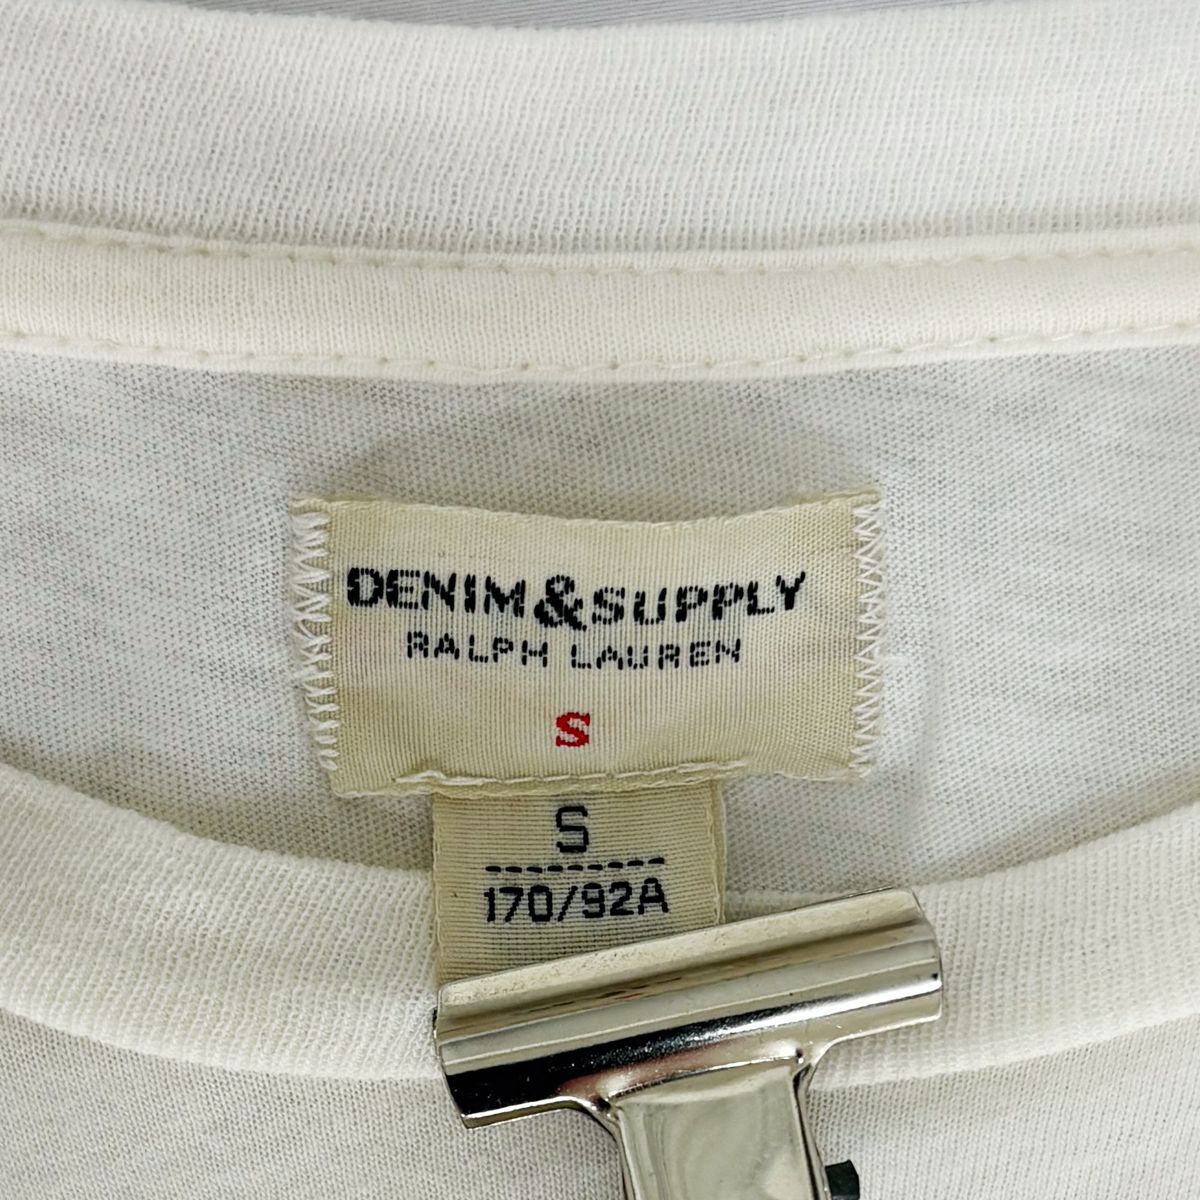 DENIM&SUPPLY
RALPH LAUREN
S
S
170/92A